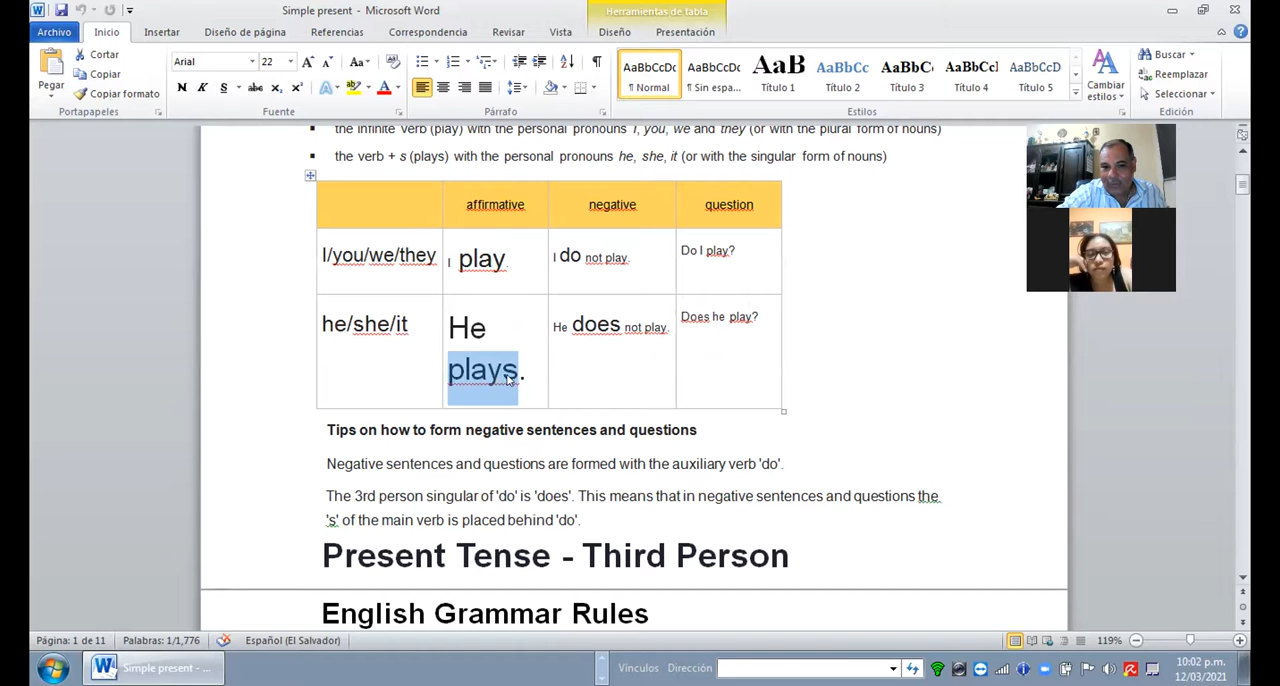 Simple present - Microsoft Word
Herramientas de tabla
Archivo Inicio Insertar Diseño de página Referencias Correspondencia Revisar Vista Diseño Presentación
Pegar
Cortar
Copiar
Copiar formato
Portapapeles
Arial 22
N K S abc x₂ x²
Fuente
Párrafo
AaBbCcDc AaBbCcDc AaB AaBbCc AaBbC AaBbCcI AaBbCcD
¶ Normal ¶ Sin espa... Título 1 Título 2 Título 3 Título 4 Título 5
Cambiar
estilos
Estilos
Buscar
Reemplazar
Seleccionar
Edición
the infinite verb (play) with the personal pronouns I, you, we and they (or with the plural form of nouns)
the verb + s (plays) with the personal pronouns he, she, it (or with the singular form of nouns)
affirmative negative question
I/you/we/they I play. I do not play. Do I play?
he/she/it He He does not play. Does he play?
plays.
Tips on how to form negative sentences and questions
Negative sentences and questions are formed with the auxiliary verb 'do'.
The 3rd person singular of 'do' is 'does'. This means that in negative sentences and questions the
's' of the main verb is placed behind 'do'.
Present Tense - Third Person
English Grammar Rules
Página: 1 de 11 Palabras: 1/1,776 Español (El Salvador) 119%
Simple present - ... Vínculos Dirección 10:02 p.m.
12/03/2021